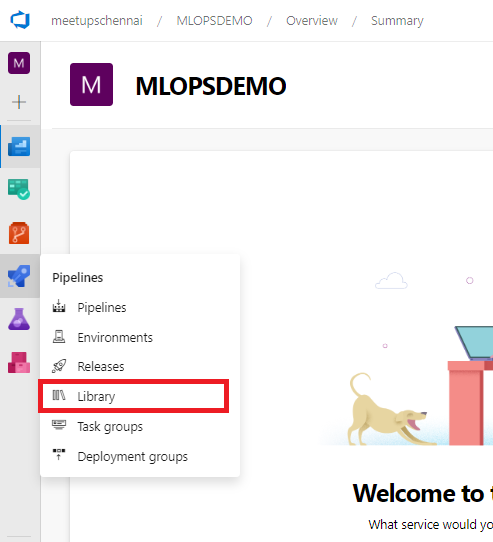 meetupschennai / MLOPSDEMO / Overview / Summary
M
M MLOPSDEMO
Pipelines
Pipelines
Environments
Releases
Library
Task groups
Deployment groups
Welcome to t
What service would yo